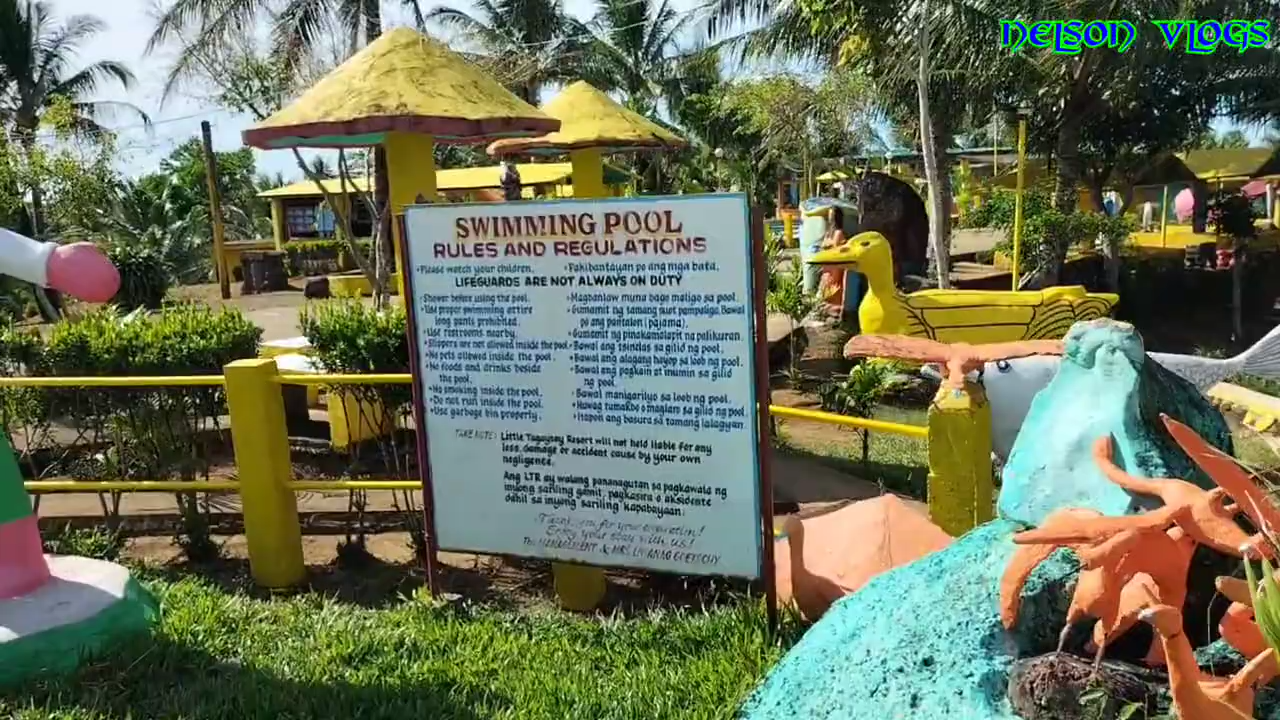 NELSON VLOGS
SWIMMING POOL
RULES AND REGULATIONS
•Please watch your children. •Pakibantayan po ang mga bata.
LIFEGUARDS ARE NOT ALWAYS ON DUTY
•Shower before using the pool.
•Use proper swimming attire
long pants prohibited.
•Use restrooms nearby.
•Slippers are not allowed inside the pool.
•No pets allowed inside the pool.
•No foods and drinks beside
the pool.
•No smoking inside the pool.
•Do not run inside the pool.
•Use garbage bin properly.
•Magbanlaw muna bago maligo sa pool.
•Gumamit ng tamang suot pampaligo. Bawal
po ang pantalon (pajama).
•Gumamit ng pinakamalapit na palikuran.
•Bawal ang tsinelas sa gilid ng pool.
•Bawal ang alagang hayop sa loob ng pool.
•Bawal ang pagkain at inumin sa gilid
ng pool.
•Bawal manigarilyo sa loob ng pool.
•Huwag tumakbo o maglaro sa gilid ng pool.
•Itapon ang basura sa tamang lalagyan.
TAKE NOTE: Little Tagaytay Resort will not held liable for any
loss, damage or accident cause by your own
negligence.
Ang LTR ay walang pananagutan sa pagkawala ng
inyong sariling gamit, pagkasira o aksidente
dahil sa inyong sariling kapabayaan.
Thank you for your cooperation!
Enjoy your stay with us!
The MANAGEMENT & MRS.